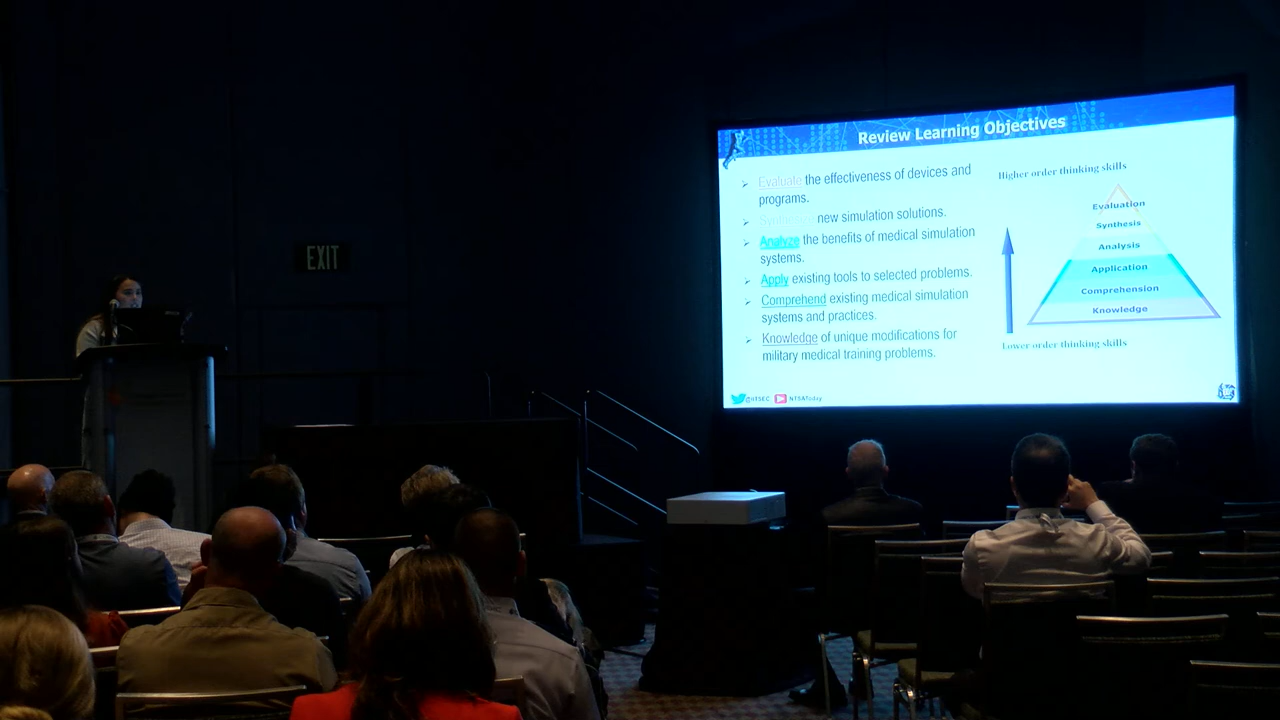 EXIT
Review Learning Objectives
Evaluate the effectiveness of devices and
programs.
Synthesize new simulation solutions.
Analyze the benefits of medical simulation
systems.
Apply existing tools to selected problems.
Comprehend existing medical simulation
systems and practices.
Knowledge of unique modifications for
military medical training problems.
Higher order thinking skills
Evaluation
Synthesis
Analysis
Application
Comprehension
Knowledge
Lower order thinking skills
@IITSEC
NTSAToday